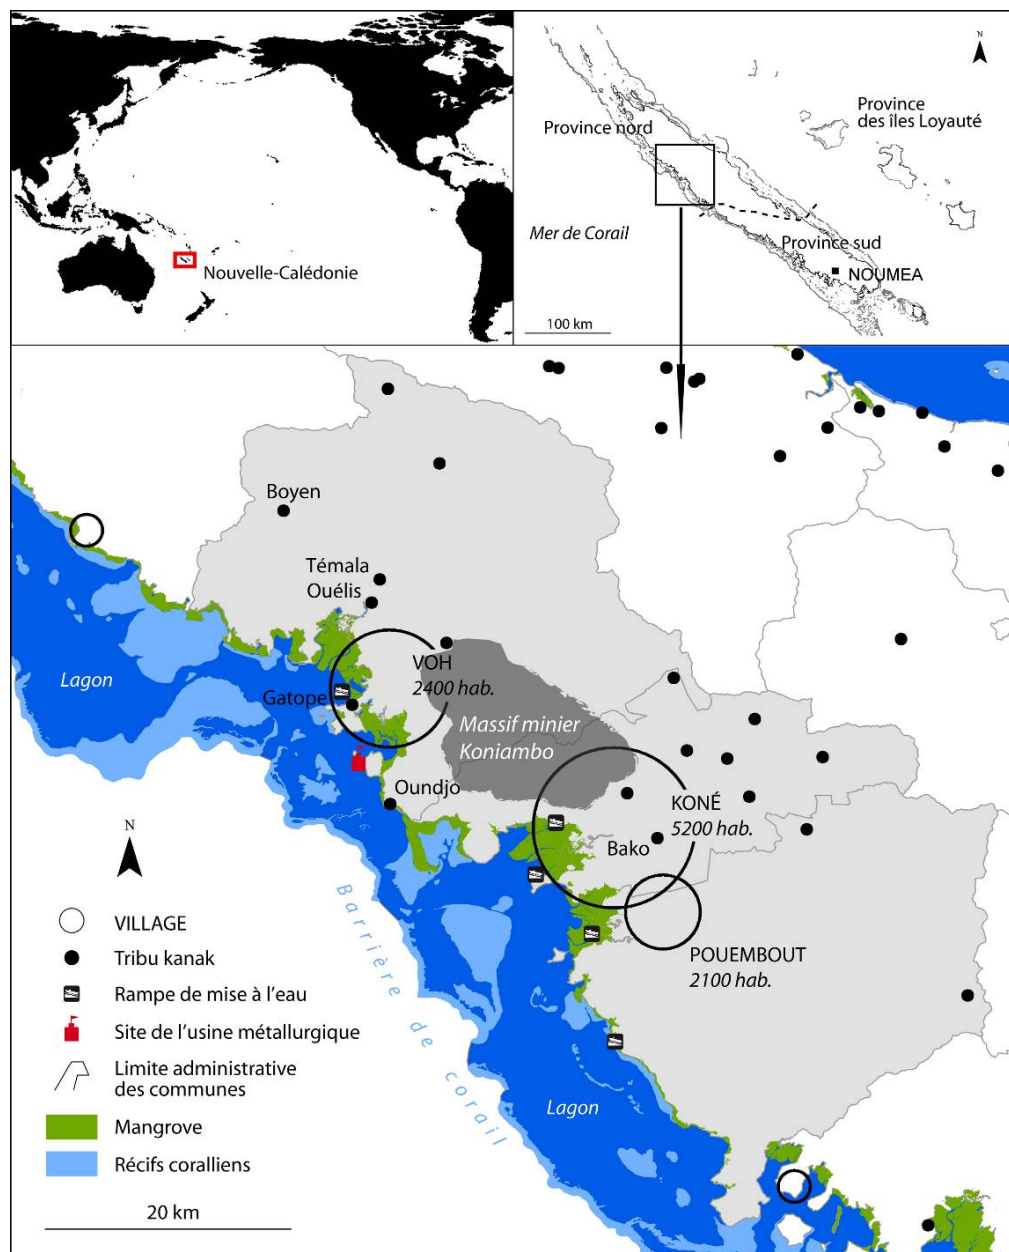 Nouvelle-Calédonie
N
Province nord
Province
des îles Loyauté
Mer de Corail
Province sud
NOUMEA
100 km
Boyen
Témala
Ouélis
Lagon
VOH
2400 hab.
Gatope
Massif minier
Koniambo
Oundjo
KONÉ
5200 hab.
Bako
POUEMBOUT
2100 hab.
Barrière de corail
Lagon
N
VILLAGE
Tribu kanak
Rampe de mise à l'eau
Site de l'usine métallurgique
Limite administrative
des communes
Mangrove
Récifs coralliens
20 km